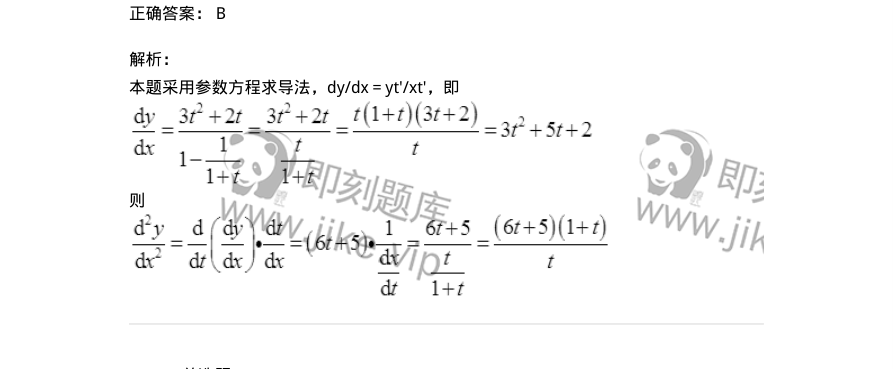 正确答案： B
解析：
本题采用参数方程求导法，dy/dx = yt'/xt'，即
dy/dx = (3t²+2t)/(1−1/(1+t)) = (3t²+2t)/(t/(1+t)) = t(1+t)(3t+2)/t = 3t²+5t+2
则
d²y/dx² = d/dt(dy/dx)•dt/dx = (6t+5)•1/(dx/dt) = (6t+5)/(t/(1+t)) = (6t+5)(1+t)/t
即刻题库
www.jike.vip
即刻
www.jik